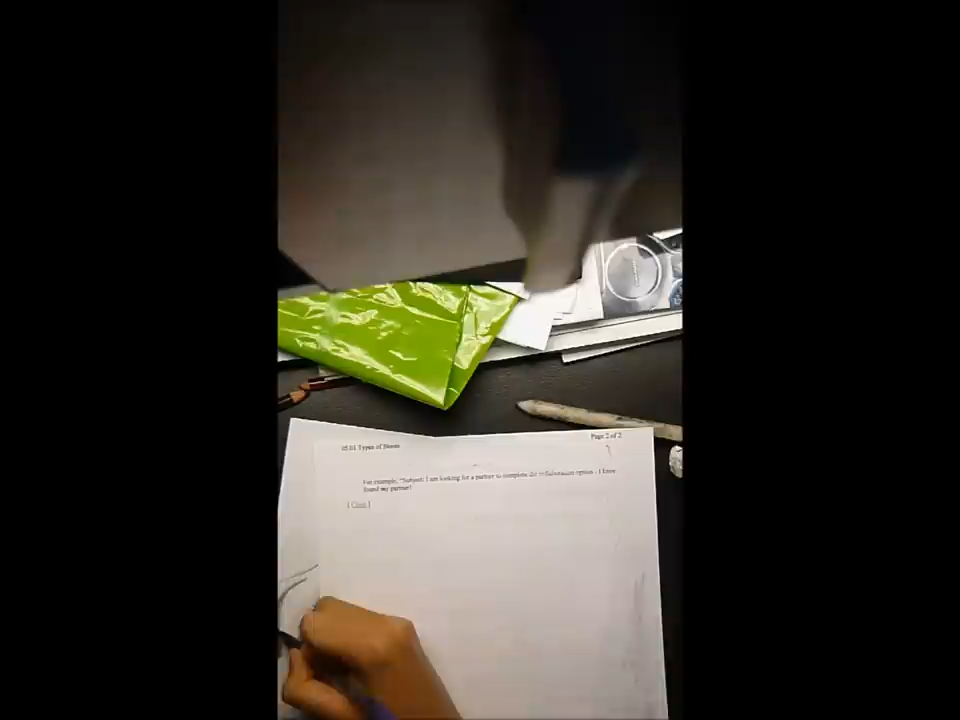 05.01 Types of
Page 2 of 2
For example, "Subject: I am looking for a partner to complete the collaboration option - I have
found my partner!
[ Close ]